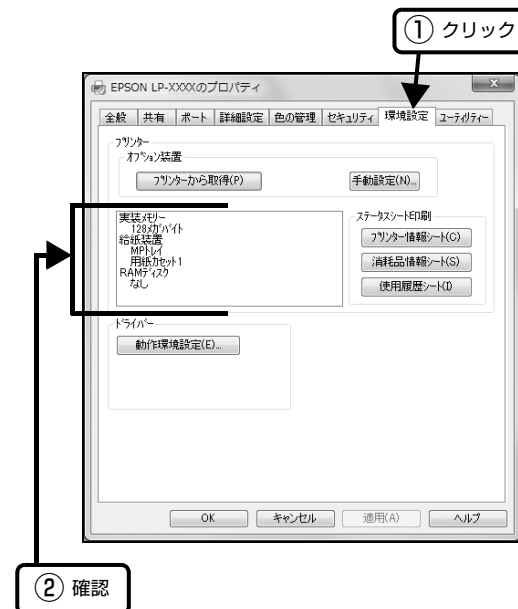 ① クリック
EPSON LP-XXXXのプロパティ
全般 共有 ポート 詳細設定 色の管理 セキュリティ 環境設定 ユーティリティー
プリンター
オプション装置
プリンターから取得(P) 手動設定(N)...
実装メモリー
128メガバイト
給紙装置
MPトレイ
用紙カセット1
RAMディスク
なし
ステータスシート印刷
プリンター情報シート(C)
消耗品情報シート(S)
使用履歴シート(I)
ドライバー
動作環境設定(E)...
OK キャンセル 適用(A) ヘルプ
② 確認